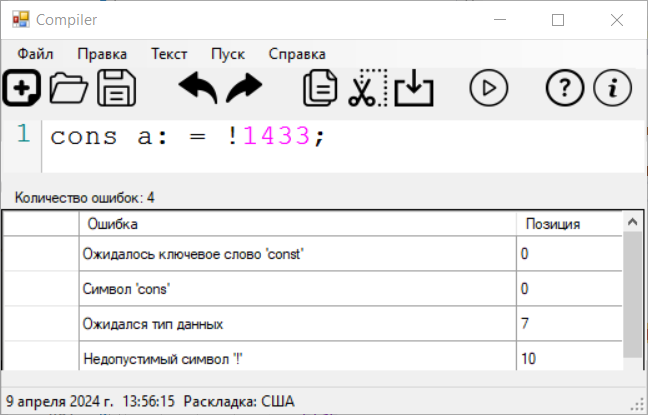 Compiler
Файл Правка Текст Пуск Справка
1 cons a: = !1433;
Количество ошибок: 4
Ошибка Позиция
Ожидалось ключевое слово 'const' 0
Символ 'cons' 0
Ожидался тип данных 7
Недопустимый символ '!' 10
9 апреля 2024 г. 13:56:15 Раскладка: США